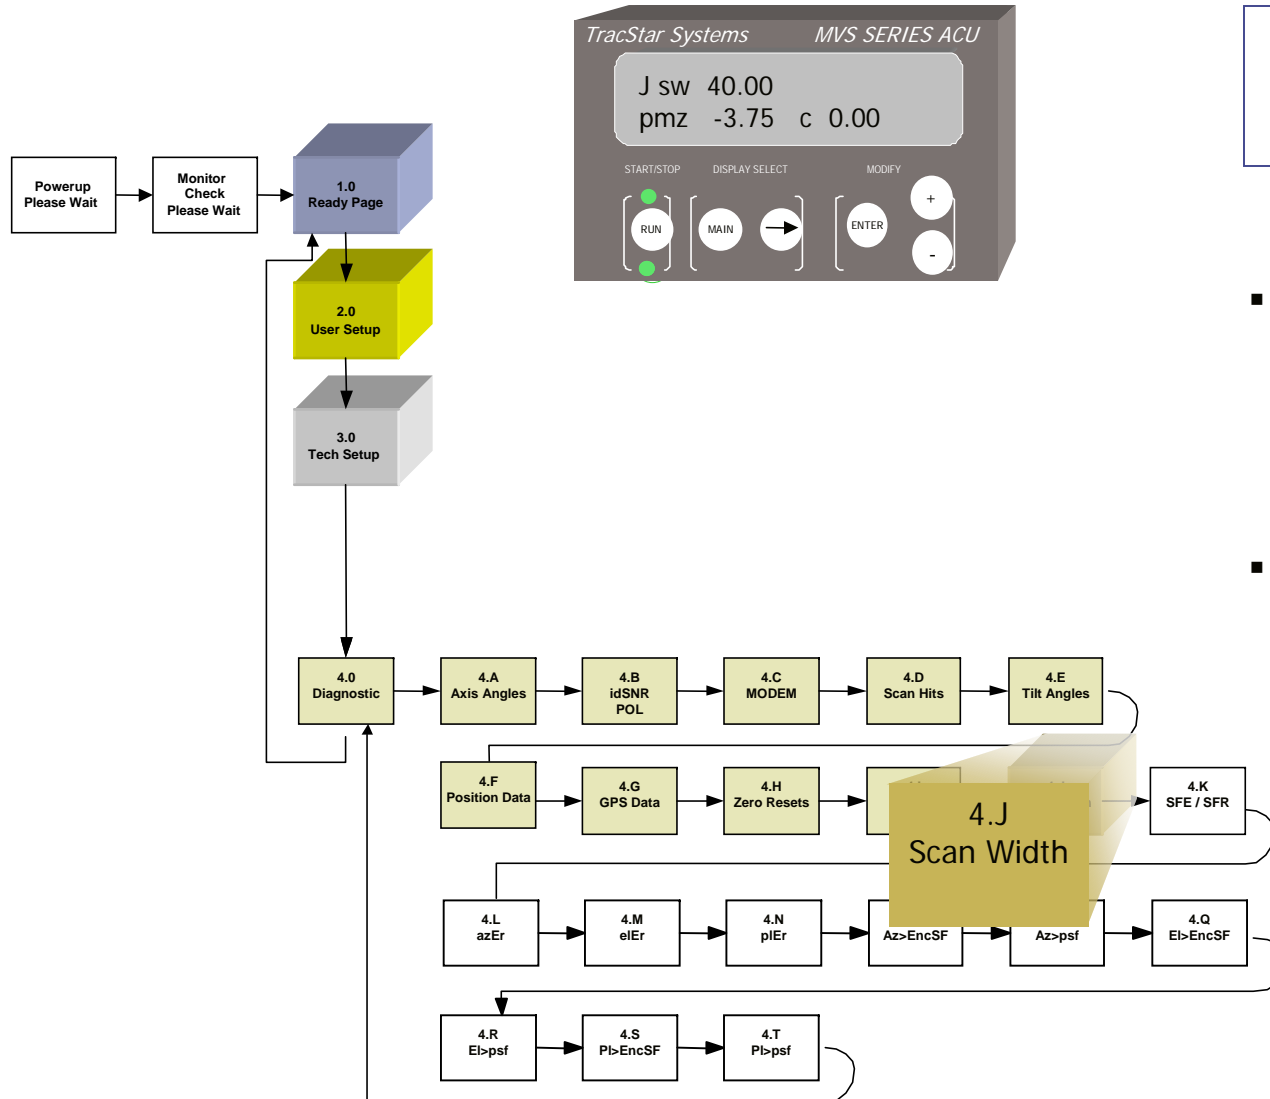 TracStar Systems MVS SERIES ACU
J sw 40.00
pmz -3.75 c 0.00
START/STOP DISPLAY SELECT MODIFY
RUN MAIN ENTER + -
Powerup
Please Wait
Monitor
Check
Please Wait
1.0
Ready Page
2.0
User Setup
3.0
Tech Setup
4.0
Diagnostic
4.A
Axis Angles
4.B
idSNR
POL
4.C
MODEM
4.D
Scan Hits
4.E
Tilt Angles
4.F
Position Data
4.G
GPS Data
4.H
Zero Resets
4.J
Scan Width
4.K
SFE / SFR
4.L
azEr
4.M
elEr
4.N
plEr
Az>EncSF
Az>psf
4.Q
El>EncSF
4.R
El>psf
4.S
Pl>EncSF
4.T
Pl>psf